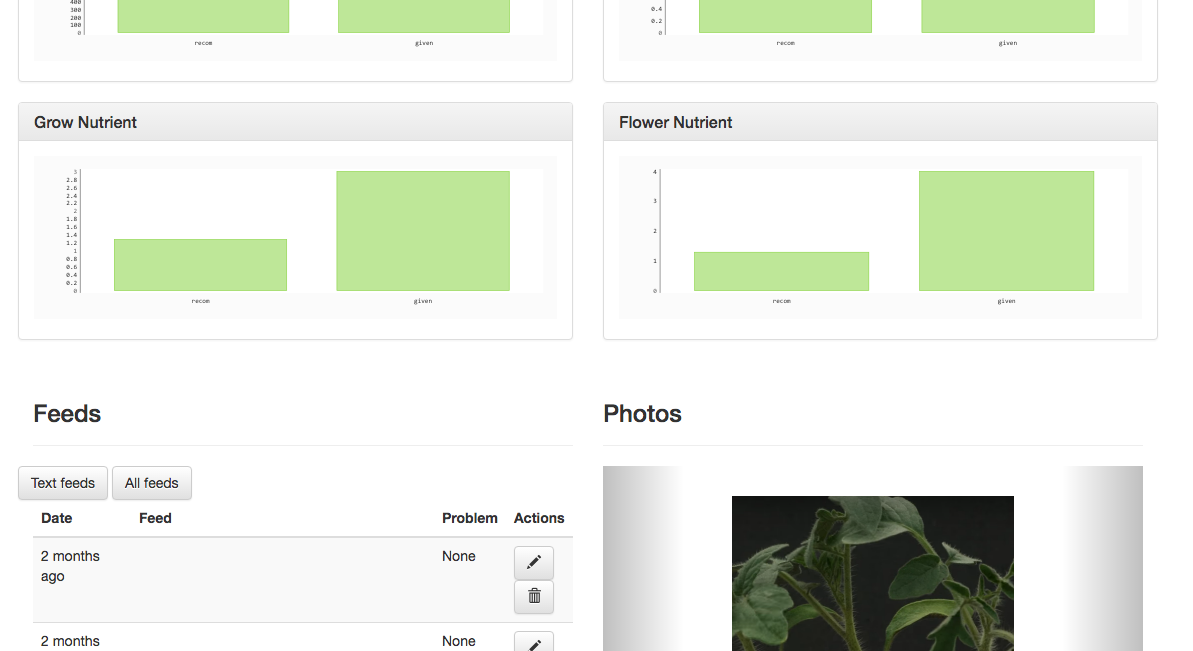 400
300
200
100
0
recom given
0.4
0.2
0
recom given
Grow Nutrient
3
2.8
2.6
2.4
2.2
2
1.8
1.6
1.4
1.2
1
0.8
0.6
0.4
0.2
0
recom given
Flower Nutrient
4
3
2
1
0
recom given
Feeds
Text feeds All feeds
Date Feed Problem Actions
2 months None
ago
2 months None
Photos